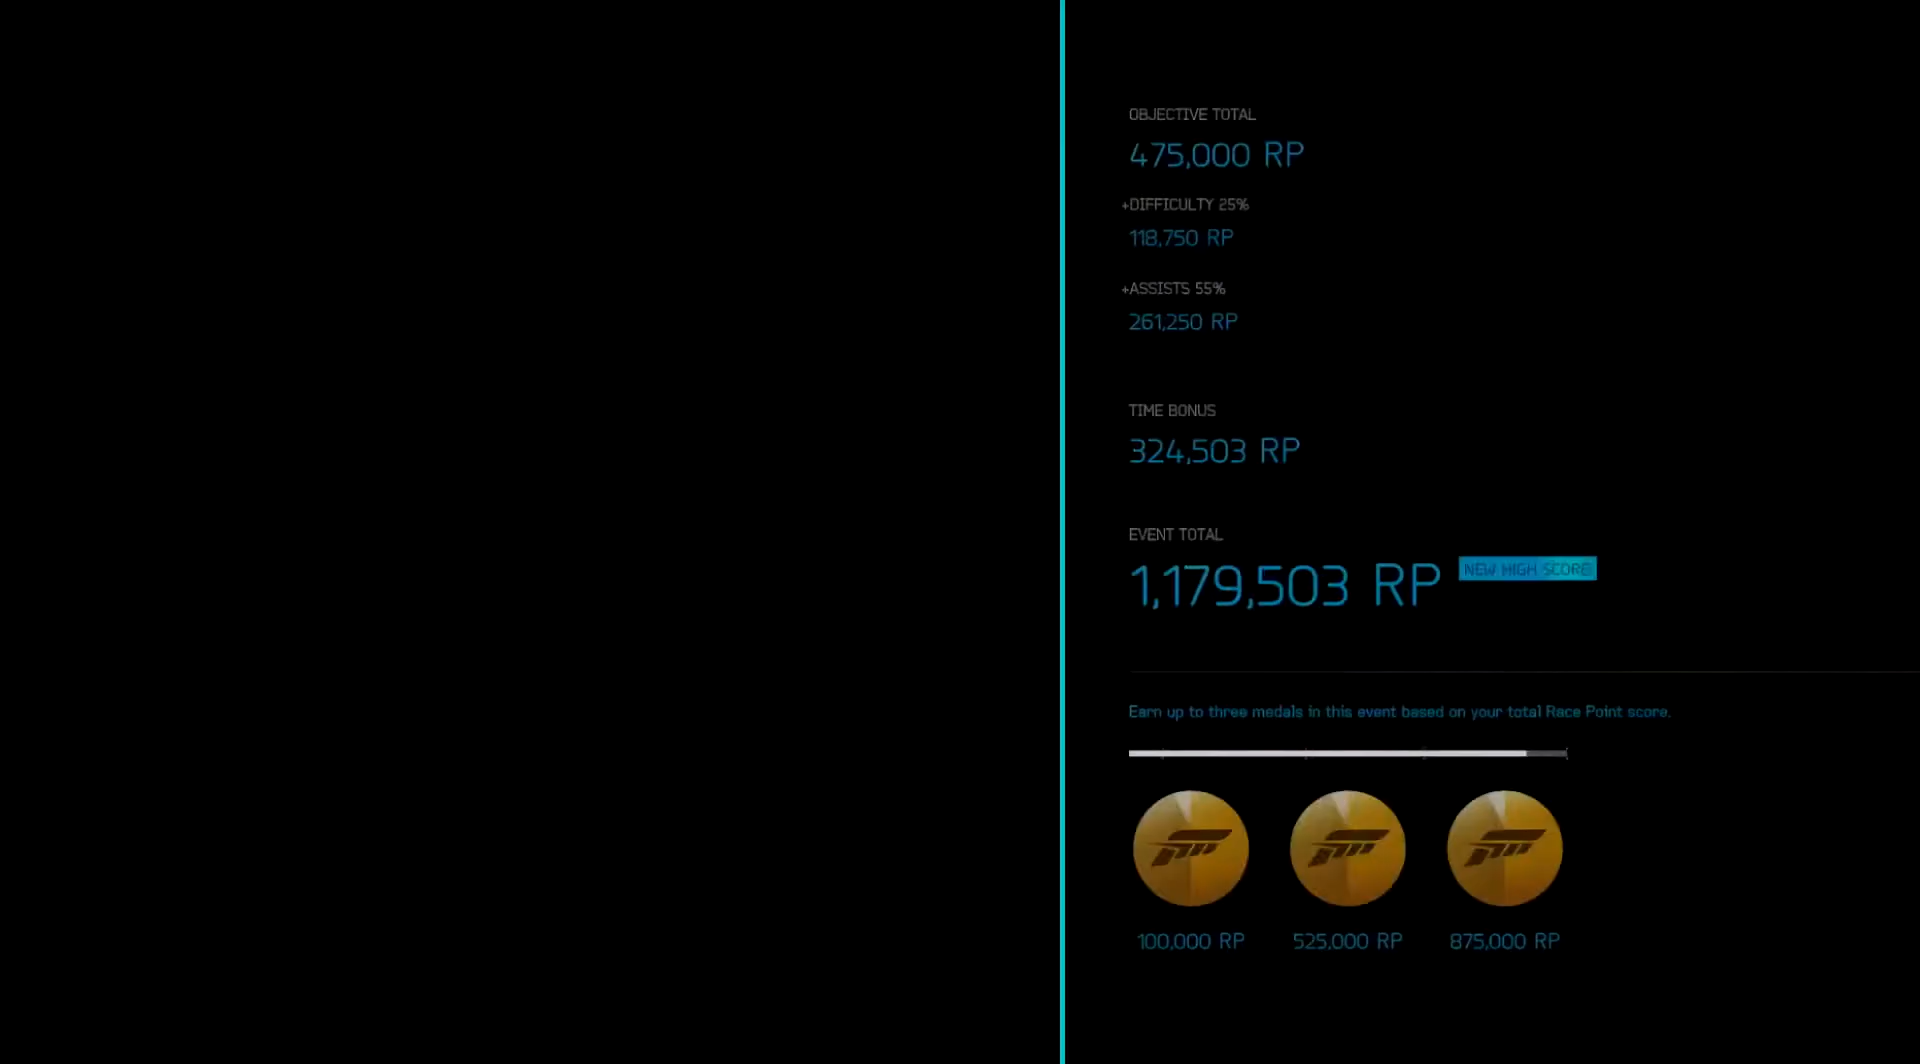 OBJECTIVE TOTAL
475,000 RP
+DIFFICULTY 25%
118,750 RP
+ASSISTS 55%
261,250 RP
TIME BONUS
324,503 RP
EVENT TOTAL
1,179,503 RP
NEW HIGH SCORE
Earn up to three medals in this event based on your total Race Point score.
100,000 RP
525,000 RP
875,000 RP